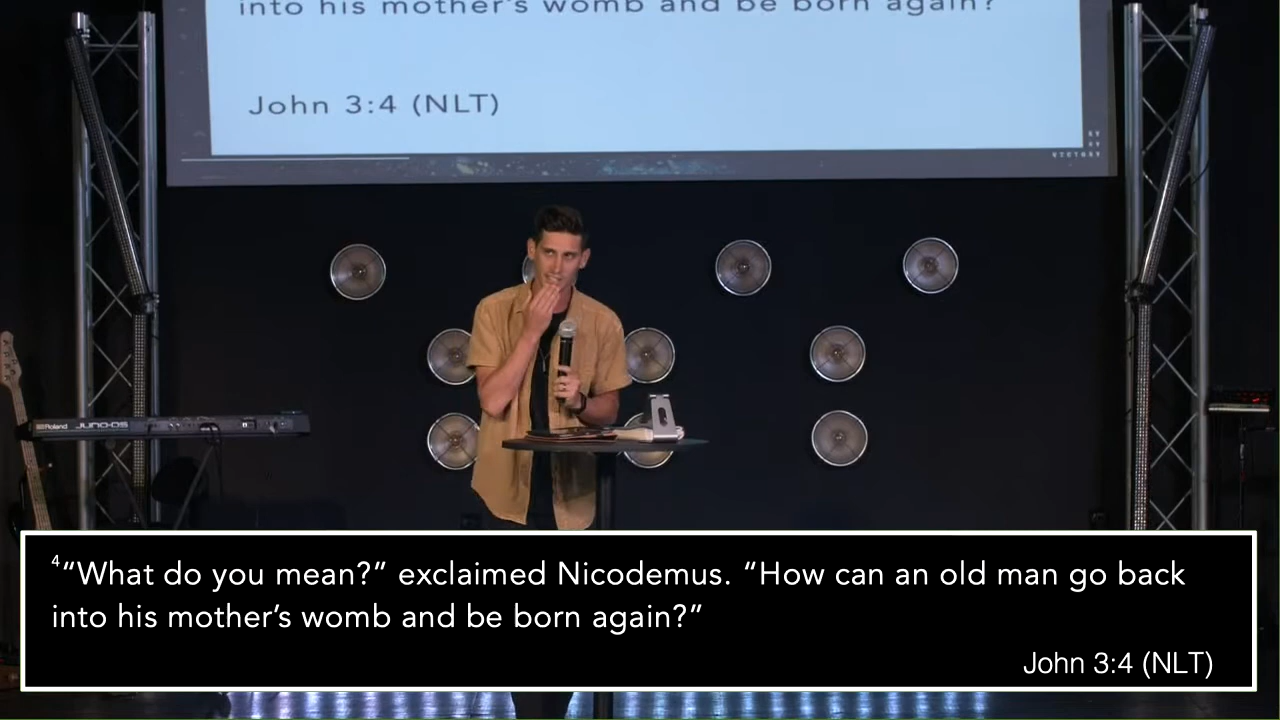 into his mother's womb and be born again?
John 3:4 (NLT)
Roland JUNO-DS
4“What do you mean?” exclaimed Nicodemus. “How can an old man go back
into his mother’s womb and be born again?”
John 3:4 (NLT)